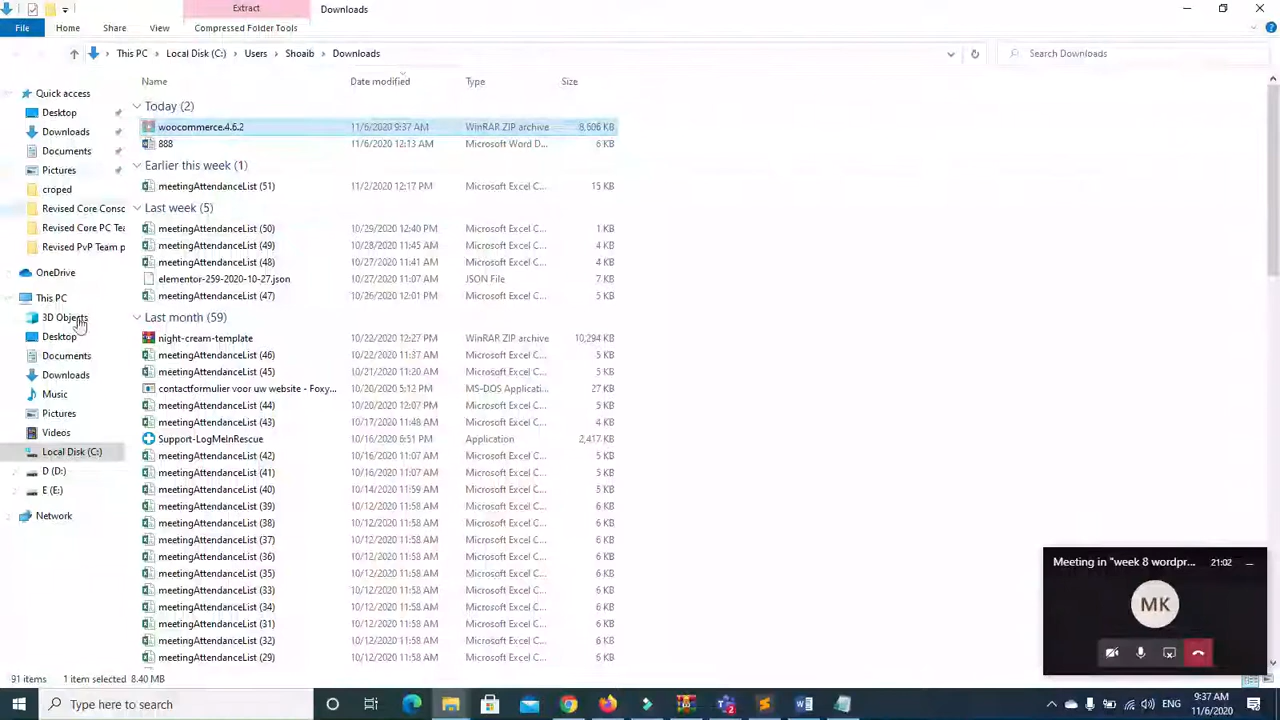 Extract
Downloads
File
Home
Share
View
Compressed Folder Tools
This PC
Local Disk (C:)
Users
Shoaib
Downloads
Search Downloads
Name
Date modified
Type
Size
Quick access
Desktop
Downloads
Documents
Pictures
croped
Revised Core Consc
Revised Core PC Tea
Revised PvP Team p
OneDrive
This PC
3D Objects
Desktop
Documents
Downloads
Music
Pictures
Videos
Local Disk (C:)
D (D:)
E (E:)
Network
Today (2)
woocommerce.4.6.2 11/6/2020 9:37 AM WinRAR ZIP archive 8,606 KB
888 11/6/2020 12:13 AM Microsoft Word D... 6 KB
Earlier this week (1)
meetingAttendanceList (51) 11/2/2020 12:17 PM Microsoft Excel C... 15 KB
Last week (5)
meetingAttendanceList (50) 10/29/2020 12:40 PM Microsoft Excel C... 1 KB
meetingAttendanceList (49) 10/28/2020 11:45 AM Microsoft Excel C... 4 KB
meetingAttendanceList (48) 10/27/2020 11:41 AM Microsoft Excel C... 4 KB
elementor-259-2020-10-27.json 10/27/2020 11:07 AM JSON File 7 KB
meetingAttendanceList (47) 10/26/2020 12:01 PM Microsoft Excel C... 5 KB
Last month (59)
night-cream-template 10/22/2020 12:27 PM WinRAR ZIP archive 10,294 KB
meetingAttendanceList (46) 10/22/2020 11:37 AM Microsoft Excel C... 5 KB
meetingAttendanceList (45) 10/21/2020 11:20 AM Microsoft Excel C... 5 KB
contactformulier voor uw website - Foxy... 10/20/2020 5:12 PM MS-DOS Applicati... 27 KB
meetingAttendanceList (44) 10/20/2020 12:07 PM Microsoft Excel C... 5 KB
meetingAttendanceList (43) 10/17/2020 11:48 AM Microsoft Excel C... 4 KB
Support-LogMeInRescue 10/16/2020 6:51 PM Application 2,417 KB
meetingAttendanceList (42) 10/16/2020 11:07 AM Microsoft Excel C... 5 KB
meetingAttendanceList (41) 10/16/2020 11:07 AM Microsoft Excel C... 5 KB
meetingAttendanceList (40) 10/14/2020 11:59 AM Microsoft Excel C... 5 KB
meetingAttendanceList (39) 10/12/2020 11:58 AM Microsoft Excel C... 6 KB
meetingAttendanceList (38) 10/12/2020 11:58 AM Microsoft Excel C... 6 KB
meetingAttendanceList (37) 10/12/2020 11:58 AM Microsoft Excel C... 6 KB
meetingAttendanceList (36) 10/12/2020 11:58 AM Microsoft Excel C... 6 KB
meetingAttendanceList (35) 10/12/2020 11:58 AM Microsoft Excel C... 6 KB
meetingAttendanceList (33) 10/12/2020 11:58 AM Microsoft Excel C... 6 KB
meetingAttendanceList (34) 10/12/2020 11:58 AM Microsoft Excel C... 6 KB
meetingAttendanceList (31) 10/12/2020 11:58 AM Microsoft Excel C... 6 KB
meetingAttendanceList (32) 10/12/2020 11:58 AM Microsoft Excel C... 6 KB
meetingAttendanceList (29) 10/12/2020 11:58 AM Microsoft Excel C... 6 KB
Meeting in "week 8 wordpr... 21:02
MK
91 items 1 item selected 8.40 MB
Type here to search
9:37 AM
11/6/2020